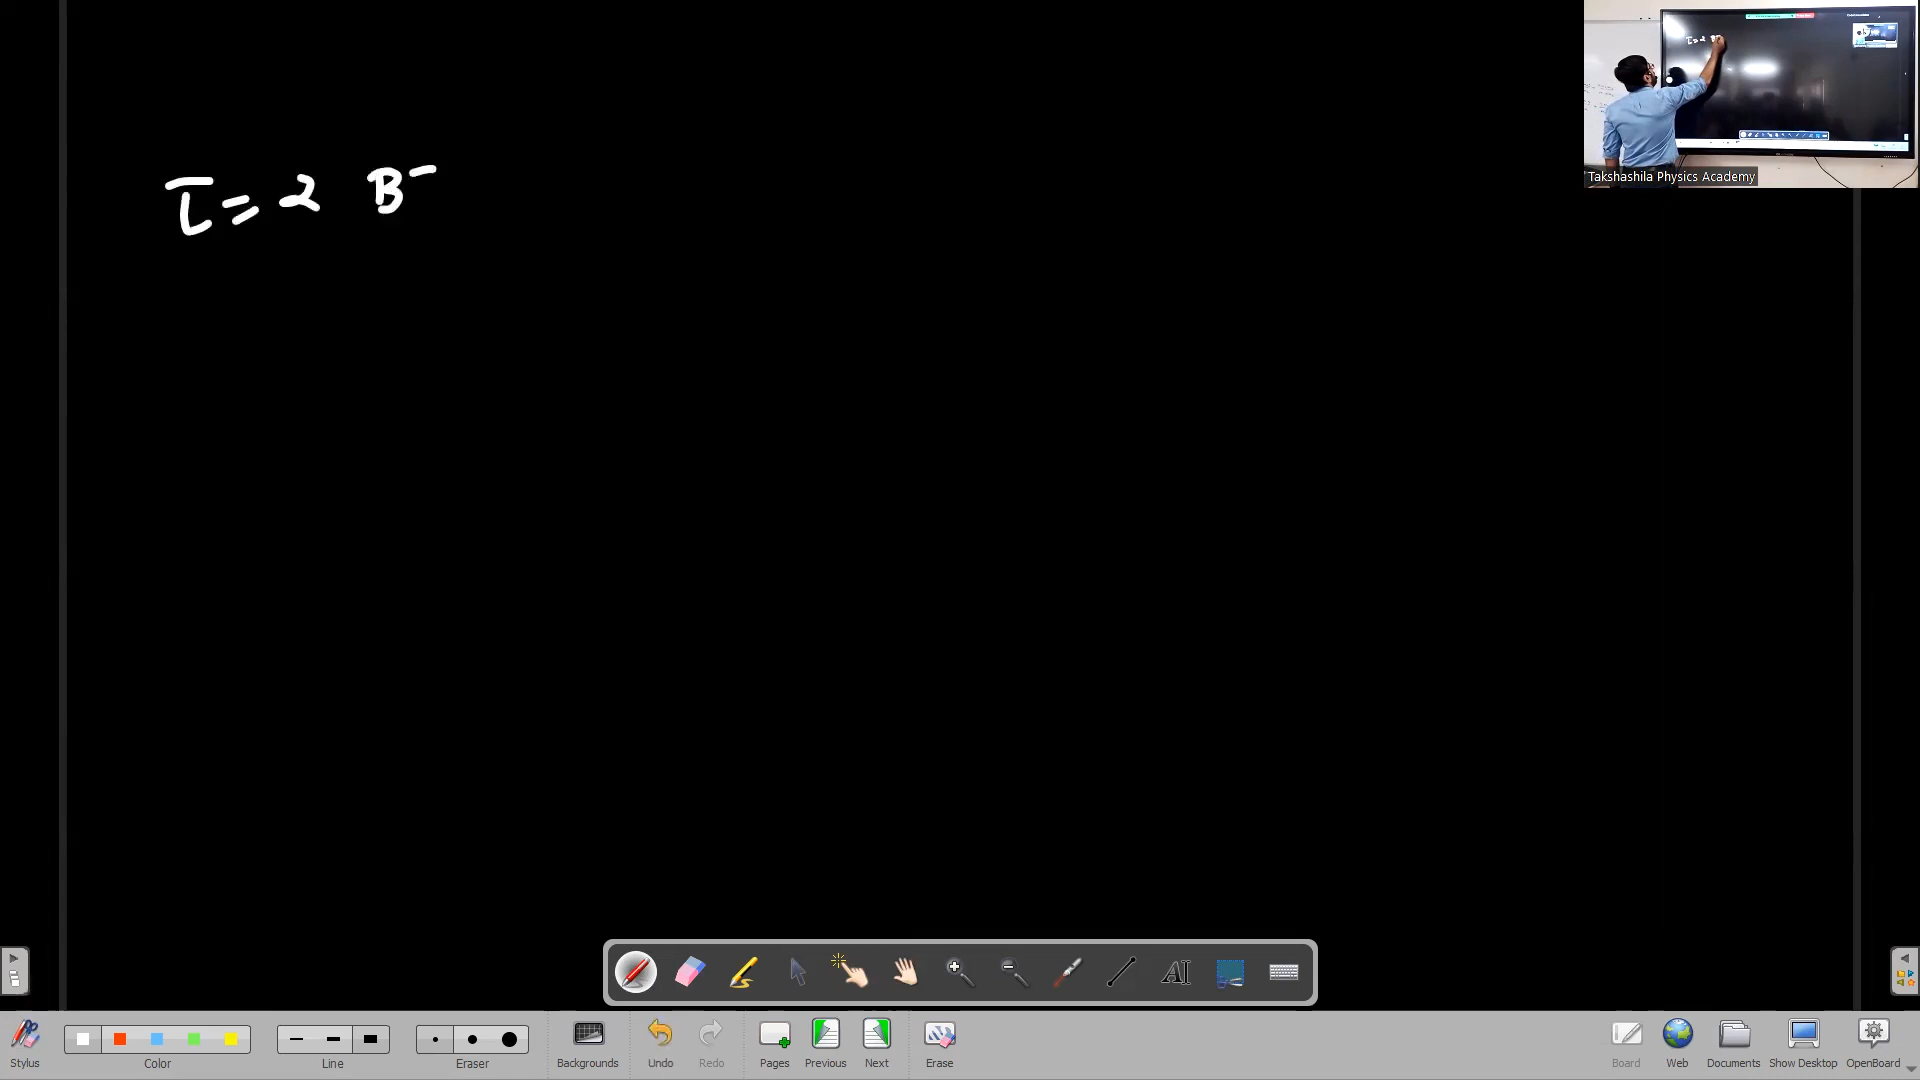 τ = 2 B⁻
Takshashila Physics Academy
Stylus
Color
Line
Eraser
Backgrounds
Undo
Redo
Pages
Previous
Next
Erase
Board
Web
Documents
Show Desktop
OpenBoard